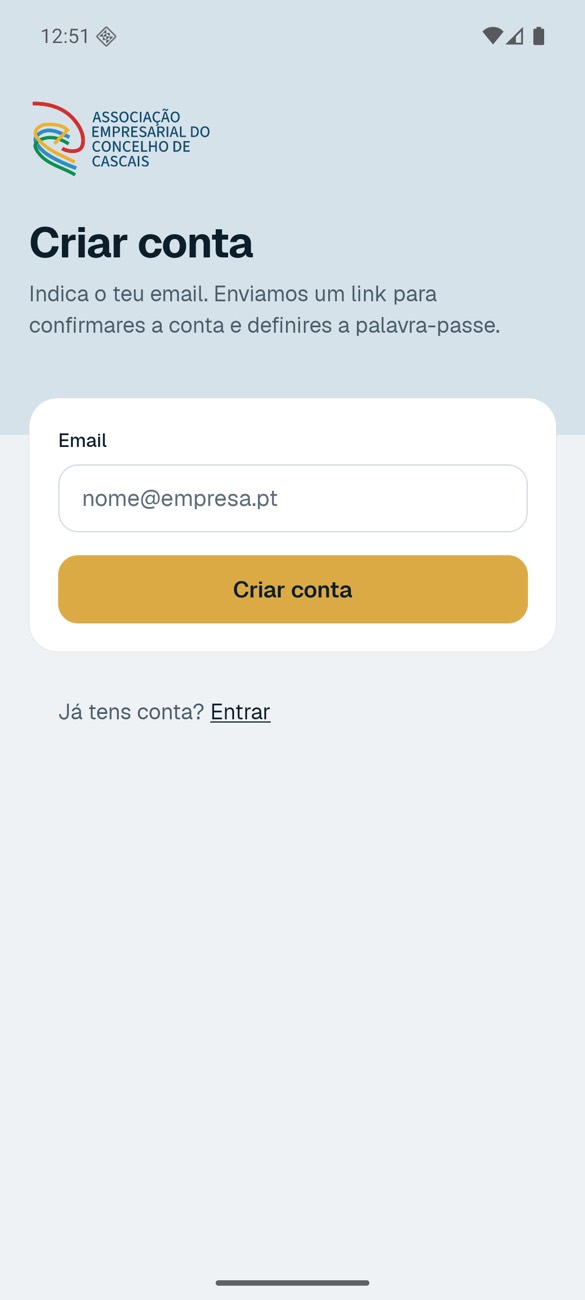 12:51
ASSOCIAÇÃO
EMPRESARIAL DO
CONCELHO DE
CASCAIS
Criar conta
Indica o teu email. Enviamos um link para
confirmares a conta e definires a palavra-passe.
Email
nome@empresa.pt
Criar conta
Já tens conta? Entrar